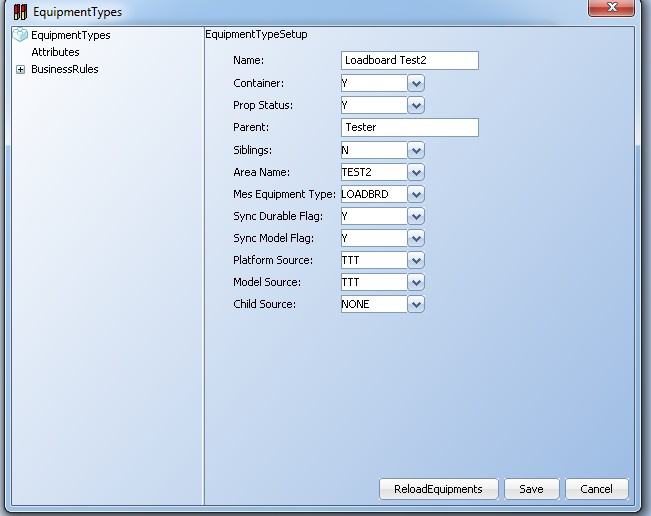 EquipmentTypes
EquipmentTypes
Attributes
BusinessRules
EquipmentTypeSetup
Name: Loadboard Test2
Container: Y
Prop Status: Y
Parent: Tester
Siblings: N
Area Name: TEST2
Mes Equipment Type: LOADBRD
Sync Durable Flag: Y
Sync Model Flag: Y
Platform Source: TTT
Model Source: TTT
Child Source: NONE
ReloadEquipments Save Cancel